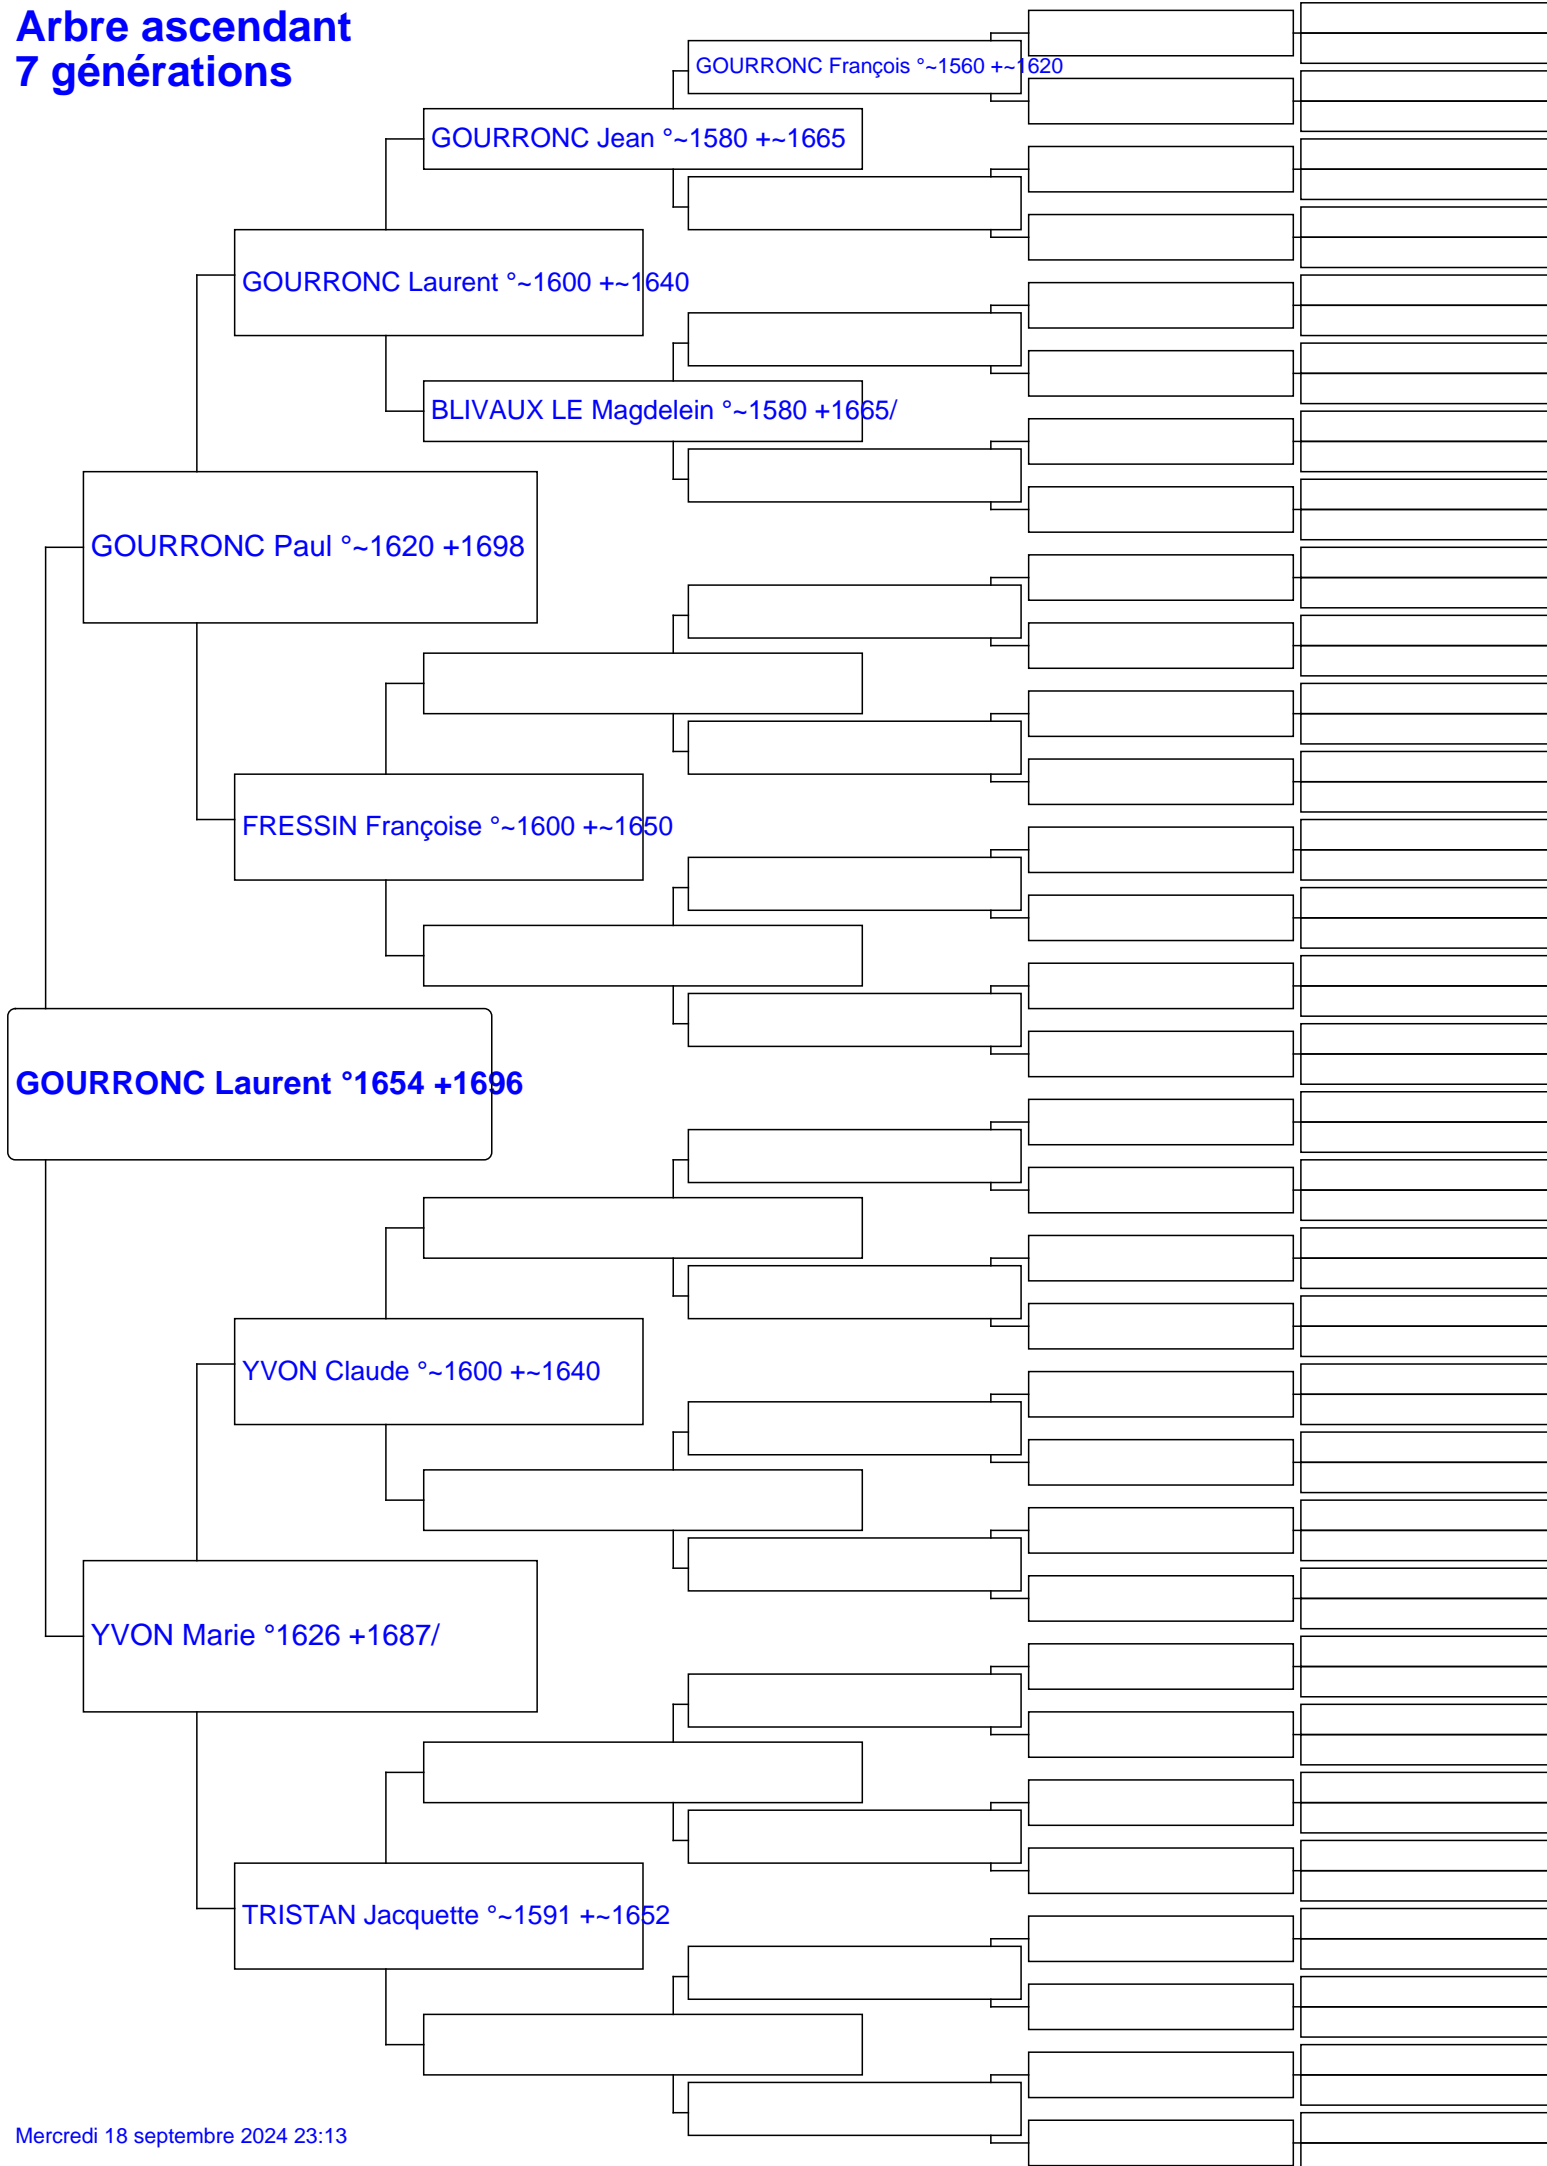 Arbre ascendant
7 générations
GOURRONC François °~1560 +~1620
GOURRONC Jean °~1580 +~1665
GOURRONC Laurent °~1600 +~1640
BLIVAUX LE Magdelein °~1580 +1665/
GOURRONC Paul °~1620 +1698
FRESSIN Françoise °~1600 +~1650
GOURRONC Laurent °1654 +1696
YVON Claude °~1600 +~1640
YVON Marie °1626 +1687/
TRISTAN Jacquette °~1591 +~1652
Mercredi 18 septembre 2024 23:13